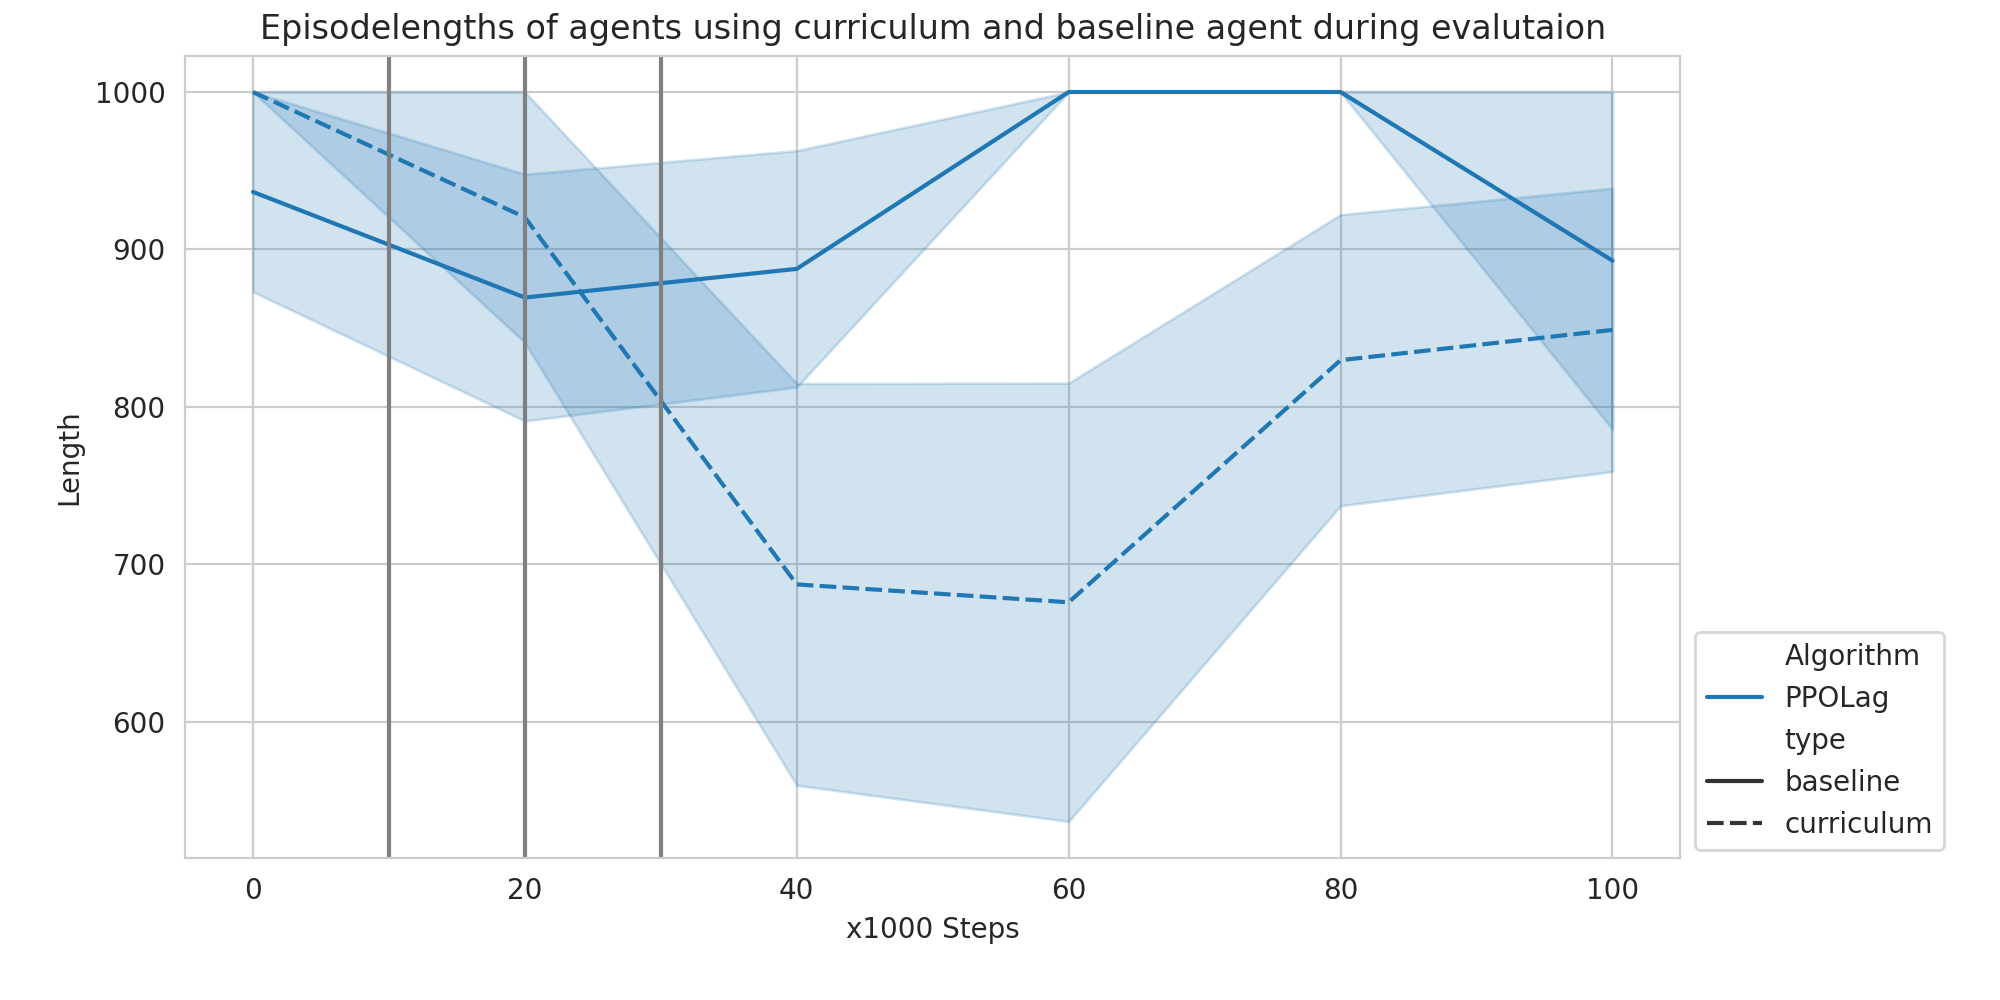 Episodelengths of agents using curriculum and baseline agent during evalutaion
1000
900
800
700
600
Length
0 20 40 60 80 100
x1000 Steps
Algorithm
PPOLag
type
baseline
curriculum